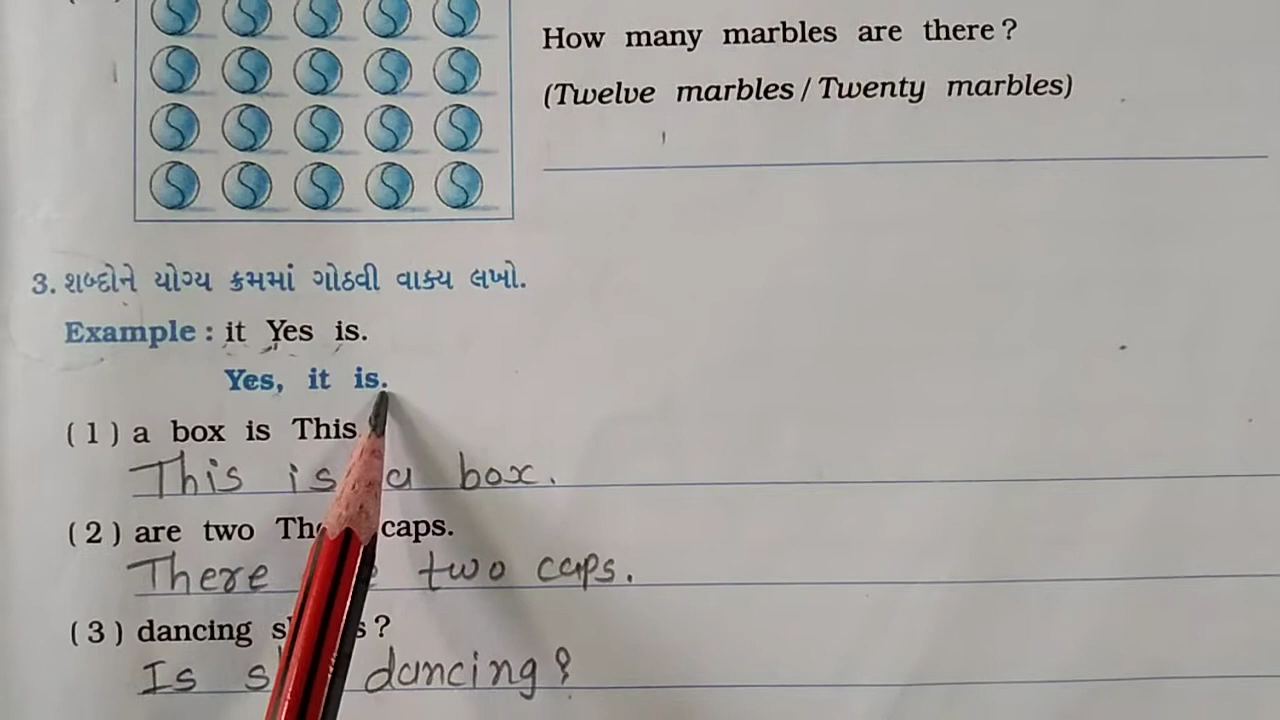 How many marbles are there?
(Twelve marbles / Twenty marbles)
3. શબ્દોને યોગ્ય ક્રમમાં ગોઠવી વાક્ય લખો.
Example : it Yes is.
Yes, it is.
(1) a box is This
This is a box.
(2) are two caps.
There two caps.
(3) dancing
Is dancing?